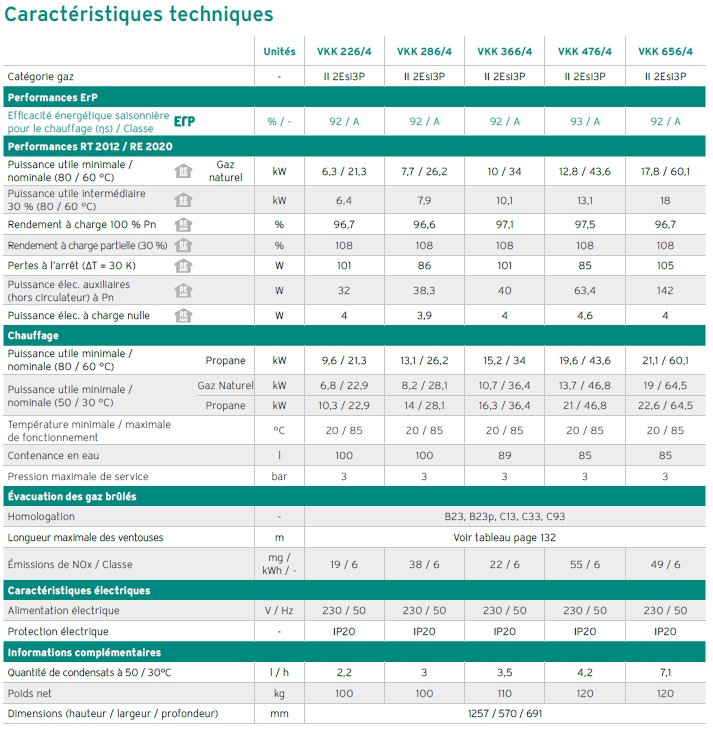 Caractéristiques techniques
Unités VKK 226/4 VKK 286/4 VKK 366/4 VKK 476/4 VKK 656/4
Catégorie gaz - II 2Esi3P II 2Esi3P II 2Esi3P II 2Esi3P II 2Esi3P
Performances ErP
Efficacité énergétique saisonnière
pour le chauffage (ηs) / Classe ErP % / - 92 / A 92 / A 92 / A 93 / A 92 / A
Performances RT 2012 / RE 2020
Puissance utile minimale /
nominale (80 / 60 °C) RE 2020 Gaz naturel kW 6,3 / 21,3 7,7 / 26,2 10 / 34 12,8 / 43,6 17,8 / 60,1
Puissance utile intermédiaire
30 % (80 / 60 °C) RE 2020 kW 6,4 7,9 10,1 13,1 18
Rendement à charge 100 % Pn RE 2020 % 96,7 96,6 97,1 97,5 96,7
Rendement à charge partielle (30 %) RE 2020 % 108 108 108 108 108
Pertes à l'arrêt (ΔT = 30 K) RE 2020 W 101 86 101 85 105
Puissance élec. auxiliaires
(hors circulateur) à Pn RE 2020 W 32 38,3 40 63,4 142
Puissance élec. à charge nulle RE 2020 W 4 3,9 4 4,6 4
Chauffage
Puissance utile minimale /
nominale (80 / 60 °C) Propane kW 9,6 / 21,3 13,1 / 26,2 15,2 / 34 19,6 / 43,6 21,1 / 60,1
Puissance utile minimale /
nominale (50 / 30 °C) Gaz Naturel kW 6,8 / 22,9 8,2 / 28,1 10,7 / 36,4 13,7 / 46,8 19 / 64,5
Propane kW 10,3 / 22,9 14 / 28,1 16,3 / 36,4 21 / 46,8 22,6 / 64,5
Température minimale / maximale
de fonctionnement °C 20 / 85 20 / 85 20 / 85 20 / 85 20 / 85
Contenance en eau l 100 100 89 85 85
Pression maximale de service bar 3 3 3 3 3
Évacuation des gaz brûlés
Homologation - B23, B23p, C13, C33, C93
Longueur maximale des ventouses m Voir tableau page 132
Émissions de NOx / Classe mg / kWh / - 19 / 6 38 / 6 22 / 6 55 / 6 49 / 6
Caractéristiques électriques
Alimentation électrique V / Hz 230 / 50 230 / 50 230 / 50 230 / 50 230 / 50
Protection électrique - IP20 IP20 IP20 IP20 IP20
Informations complémentaires
Quantité de condensats à 50 / 30°C l / h 2,2 3 3,5 4,2 7,1
Poids net kg 100 100 110 120 120
Dimensions (hauteur / largeur / profondeur) mm 1257 / 570 / 691